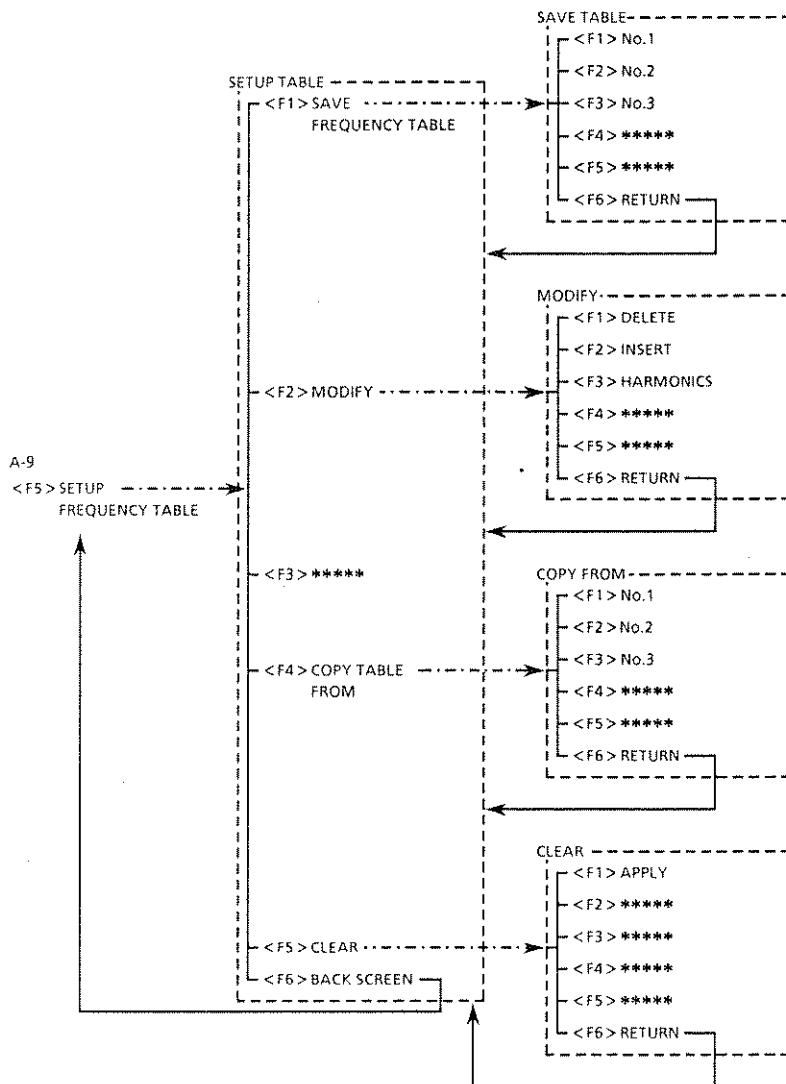 A-9
<F5> SETUP
FREQUENCY TABLE
SETUP TABLE
<F1> SAVE
FREQUENCY TABLE
<F2> MODIFY
<F3> *****
<F4> COPY TABLE
FROM
<F5> CLEAR
<F6> BACK SCREEN
SAVE TABLE
<F1> No.1
<F2> No.2
<F3> No.3
<F4> *****
<F5> *****
<F6> RETURN
MODIFY
<F1> DELETE
<F2> INSERT
<F3> HARMONICS
<F4> *****
<F5> *****
<F6> RETURN
COPY FROM
<F1> No.1
<F2> No.2
<F3> No.3
<F4> *****
<F5> *****
<F6> RETURN
CLEAR
<F1> APPLY
<F2> *****
<F3> *****
<F4> *****
<F5> *****
<F6> RETURN